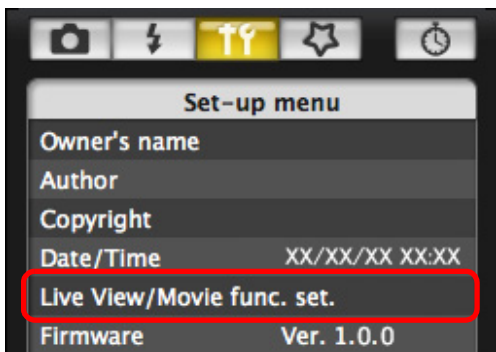 Set-up menu
Owner's name
Author
Copyright
Date/Time XX/XX/XX XX:XX
Live View/Movie func. set.
Firmware Ver. 1.0.0